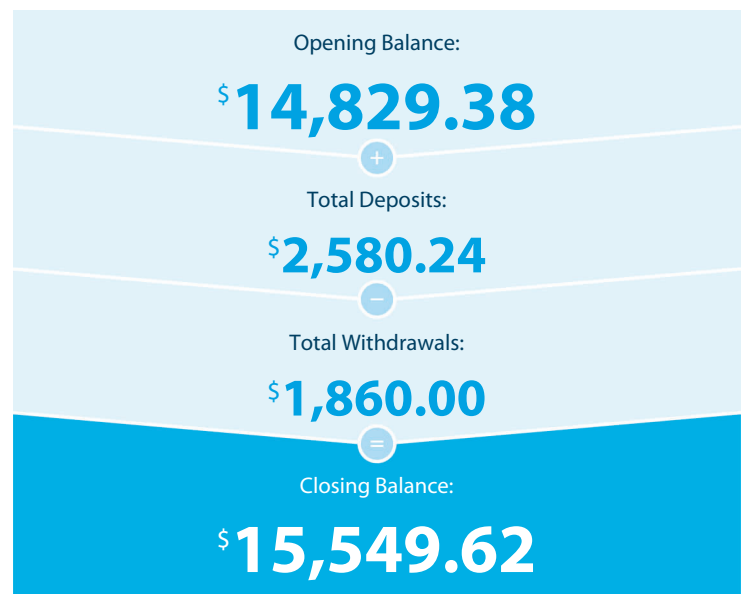 Opening Balance:
$14,829.38
+
Total Deposits:
$2,580.24
−
Total Withdrawals:
$1,860.00
=
Closing Balance:
$15,549.62